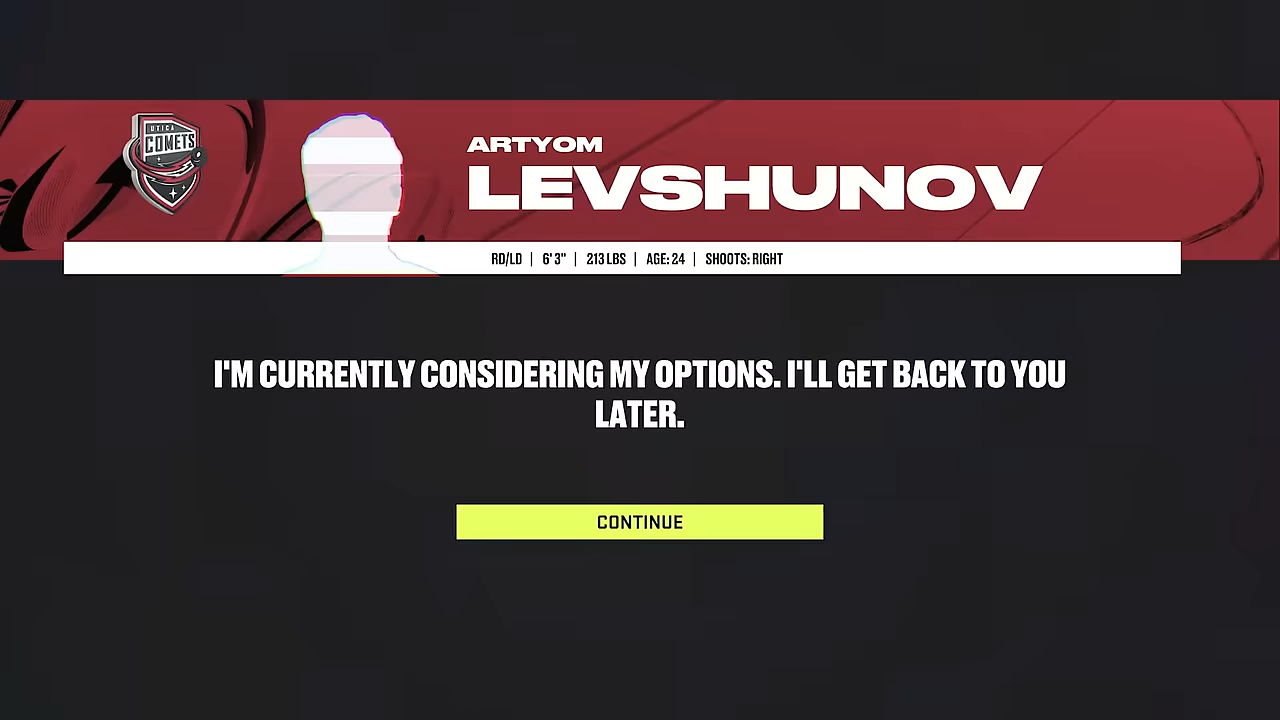 UTICA
COMETS
ARTYOM
LEVSHUNOV
RD/LD | 6' 3" | 213 LBS | AGE: 24 | SHOOTS: RIGHT
I'M CURRENTLY CONSIDERING MY OPTIONS. I'LL GET BACK TO YOU
LATER.
CONTINUE